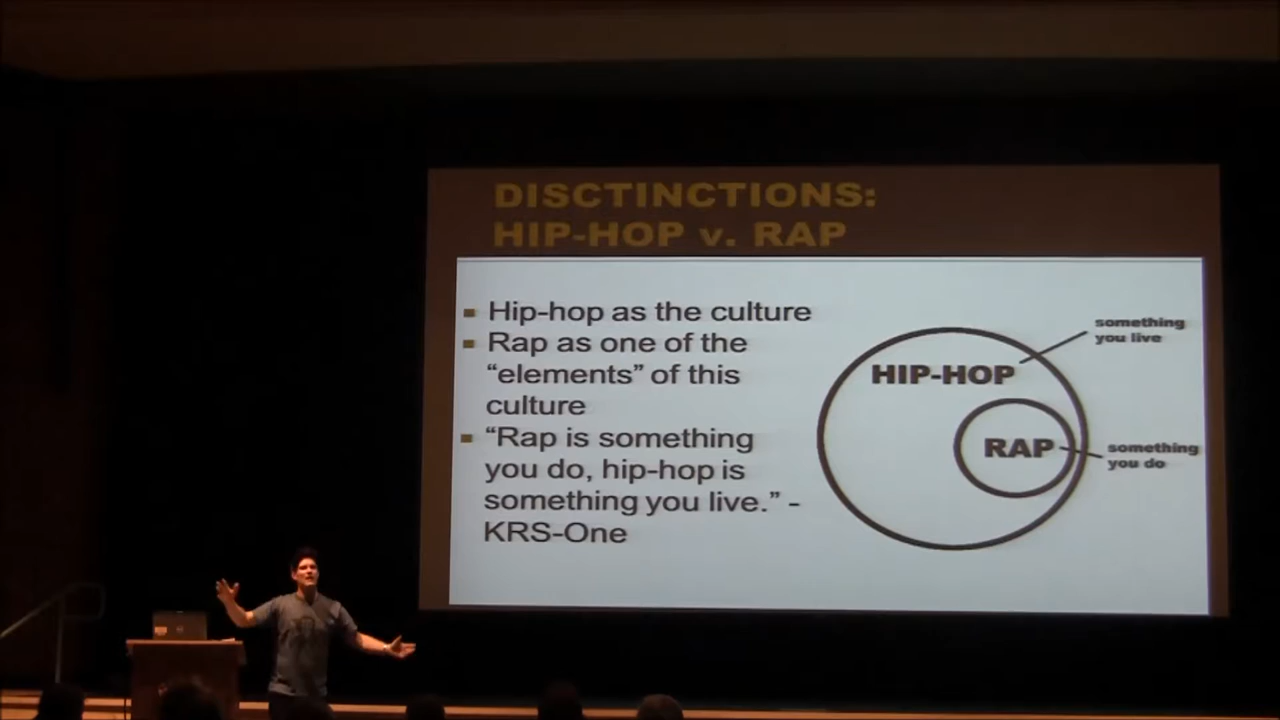 DISCTINCTIONS:
HIP-HOP v. RAP
Hip-hop as the culture
Rap as one of the
“elements” of this
culture
“Rap is something
you do, hip-hop is
something you live.” -
KRS-One
something
you live
HIP-HOP
RAP
something
you do